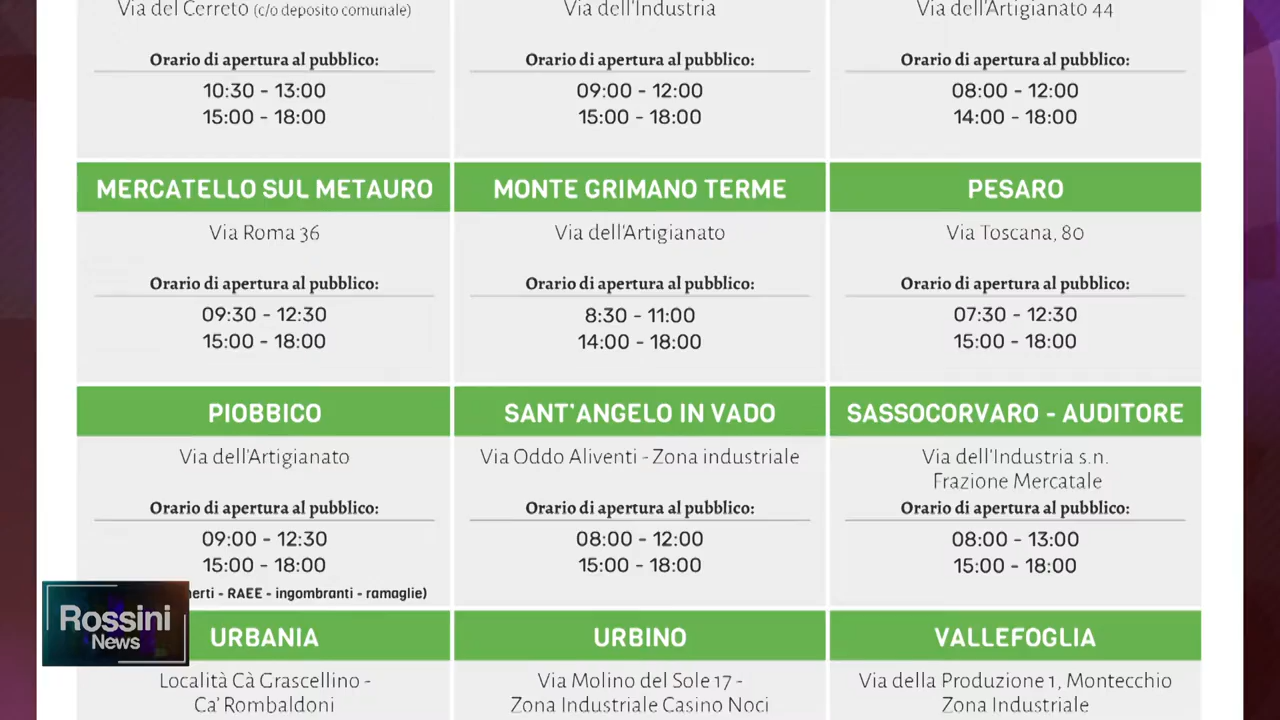 Via del Cerreto (c/o deposito comunale)
Orario di apertura al pubblico:
10:30 - 13:00
15:00 - 18:00
Via dell'Industria
Orario di apertura al pubblico:
09:00 - 12:00
15:00 - 18:00
Via dell'Artigianato 44
Orario di apertura al pubblico:
08:00 - 12:00
14:00 - 18:00
MERCATELLO SUL METAURO
Via Roma 36
Orario di apertura al pubblico:
09:30 - 12:30
15:00 - 18:00
MONTE GRIMANO TERME
Via dell'Artigianato
Orario di apertura al pubblico:
8:30 - 11:00
14:00 - 18:00
PESARO
Via Toscana, 80
Orario di apertura al pubblico:
07:30 - 12:30
15:00 - 18:00
PIOBBICO
Via dell'Artigianato
Orario di apertura al pubblico:
09:00 - 12:30
15:00 - 18:00
- RAEE - ingombranti - ramaglie)
SANT'ANGELO IN VADO
Via Oddo Aliventi - Zona industriale
Orario di apertura al pubblico:
08:00 - 12:00
15:00 - 18:00
SASSOCORVARO - AUDITORE
Via dell'Industria s.n.
Frazione Mercatale
Orario di apertura al pubblico:
08:00 - 13:00
15:00 - 18:00
Rossini
News
URBANIA
Località Cà Grascellino -
Ca' Rombaldoni
URBINO
Via Molino del Sole 17 -
Zona Industriale Casino Noci
VALLEFOGLIA
Via della Produzione 1, Montecchio
Zona Industriale